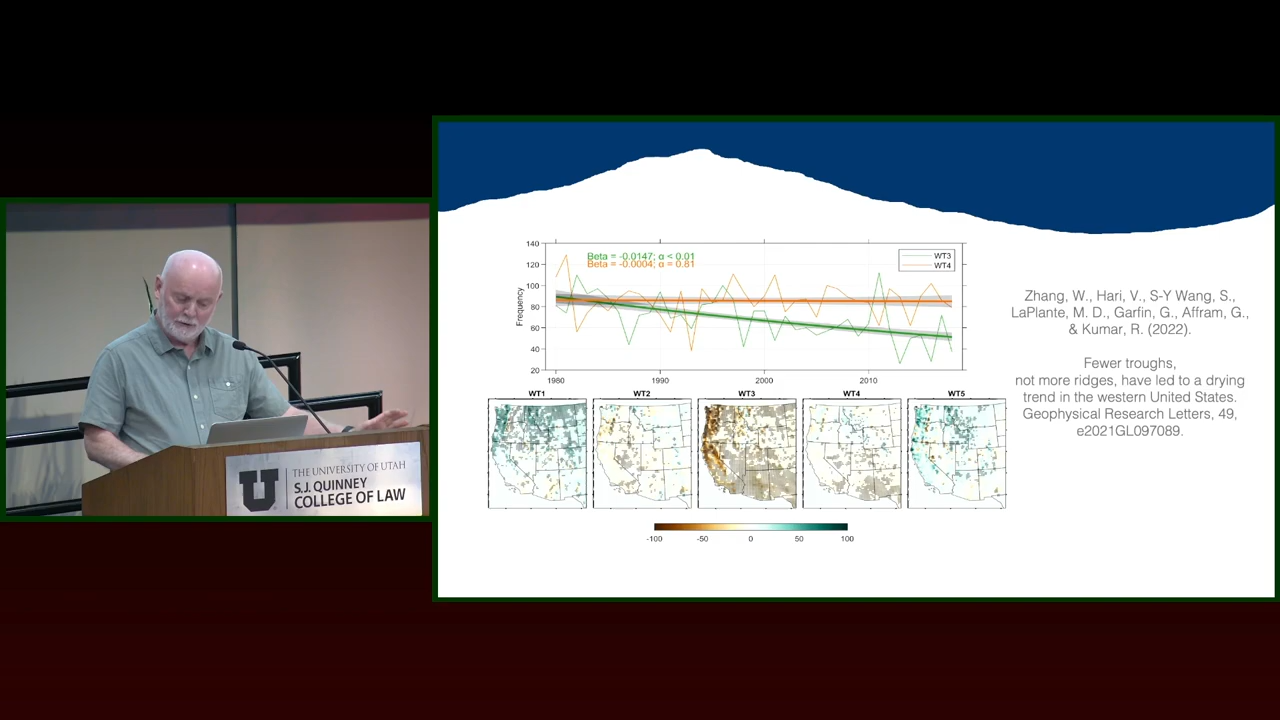 THE UNIVERSITY OF UTAH
S.J. QUINNEY
COLLEGE OF LAW
U
Beta = -0.0147; α < 0.01
Beta = -0.0004; α = 0.81
WT3
WT4
Frequency
140
120
100
80
60
40
20
1980
1990
2000
2010
WT1
WT2
WT3
WT4
WT5
-100
-50
0
50
100
Zhang, W., Hari, V., S-Y Wang, S.,
LaPlante, M. D., Garfin, G., Affram, G.,
& Kumar, R. (2022).
Fewer troughs,
not more ridges, have led to a drying
trend in the western United States.
Geophysical Research Letters, 49,
e2021GL097089.